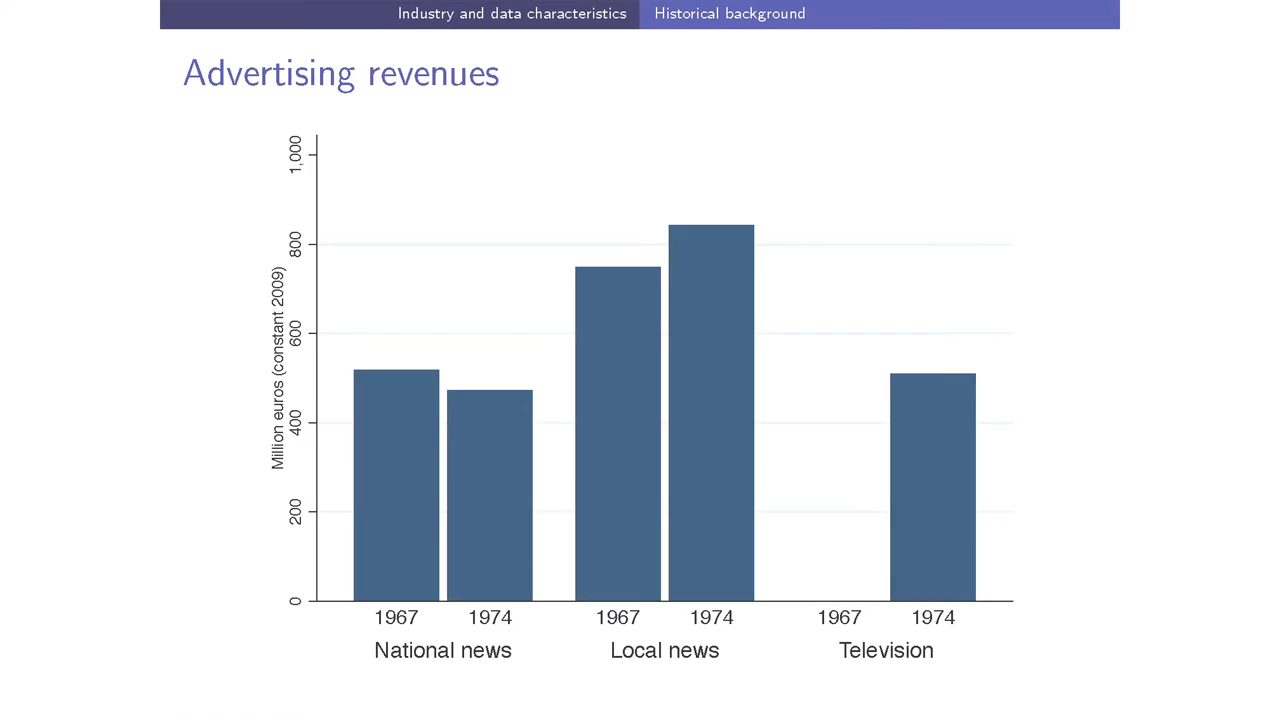 Industry and data characteristics Historical background
Advertising revenues
Million euros (constant 2009)
1,000
800
600
400
200
0
1967 1974 1967 1974 1967 1974
National news Local news Television